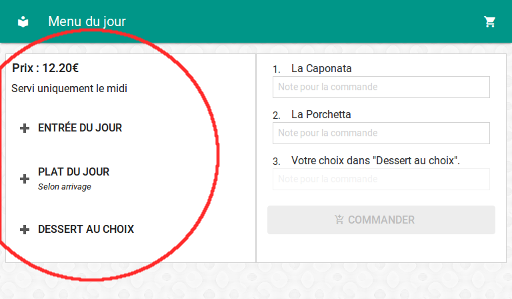 Menu du jour
Prix : 12.20€
Servi uniquement le midi
ENTRÉE DU JOUR
PLAT DU JOUR
Selon arrivage
DESSERT AU CHOIX
1. La Caponata
Note pour la commande
2. La Porchetta
Note pour la commande
3. Votre choix dans "Dessert au choix".
Note pour la commande
COMMANDER